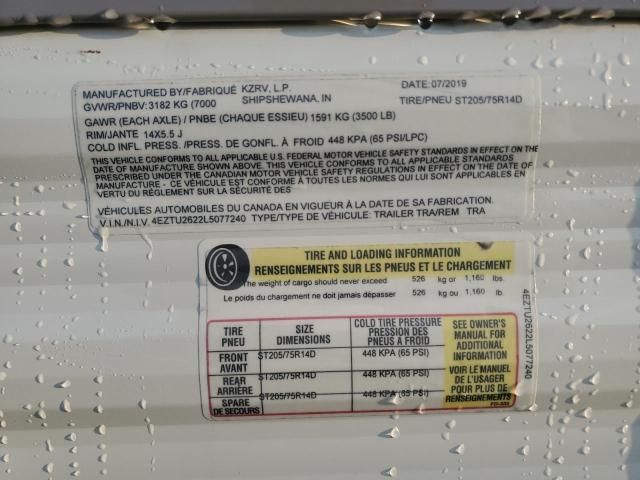 MANUFACTURED BY/FABRIQUÉ KZRV, L.P. DATE:07/2019
GVWR/PNBV: 3182 KG (7000 SHIPSHEWANA, IN TIRE/PNEU ST205/75R14D
GAWR (EACH AXLE) / PNBE (CHAQUE ESSIEU) 1591 KG (3500 LB)
RIM/JANTE 14X5.5 J
COLD INFL. PRESS. /PRESS. DE GONFL. À FROID 448 KPA (65 PSI/LPC)
THIS VEHICLE CONFORMS TO ALL APPLICABLE U.S. FEDERAL MOTOR VEHICLE SAFETY STANDARDS IN EFFECT ON THE
DATE OF MANUFACTURE SHOWN ABOVE. THIS VEHICLE CONFORMS TO ALL APPLICABLE STANDARDS
PRESCRIBED UNDER THE CANADIAN MOTOR VEHICLE SAFETY REGULATIONS IN EFFECT ON THE DATE OF
MANUFACTURE - CE VÉHICULE EST CONFORME À TOUTES LES NORMES QUI LUI SONT APPLICABLES EN
VERTU DU RÈGLEMENT SUR LA SÉCURITÉ DES
VÉHICULES AUTOMOBILES DU CANADA EN VIGUEUR À LA DATE DE SA FABRICATION.
V.I.N./N.I.V. 4EZTU2622L5077240 TYPE/TYPE DE VÉHICULE: TRAILER TRA/REM TRA
TIRE AND LOADING INFORMATION
RENSEIGNEMENTS SUR LES PNEUS ET LE CHARGEMENT
The weight of cargo should never exceed 526 kg or 1,160 lbs.
Le poids du chargement ne doit jamais dépasser 526 kg ou 1,160 lb.
TIRE
PNEU
SIZE
DIMENSIONS
COLD TIRE PRESSURE
PRESSION DES
PNEUS A FROID
FRONT
AVANT
ST205/75R14D
448 KPA (65 PSI)
REAR
ARRIÈRE
ST205/75R14D
448 KPA (65 PSI)
SPARE
DE SECOURS
ST205/75R14D
448 KPA (65 PSI)
SEE OWNER'S
MANUAL FOR
ADDITIONAL
INFORMATION
VOIR LE MANUEL
DE L'USAGER
POUR PLUS DE
RENSEIGNEMENTS
4EZTU2622L5077240